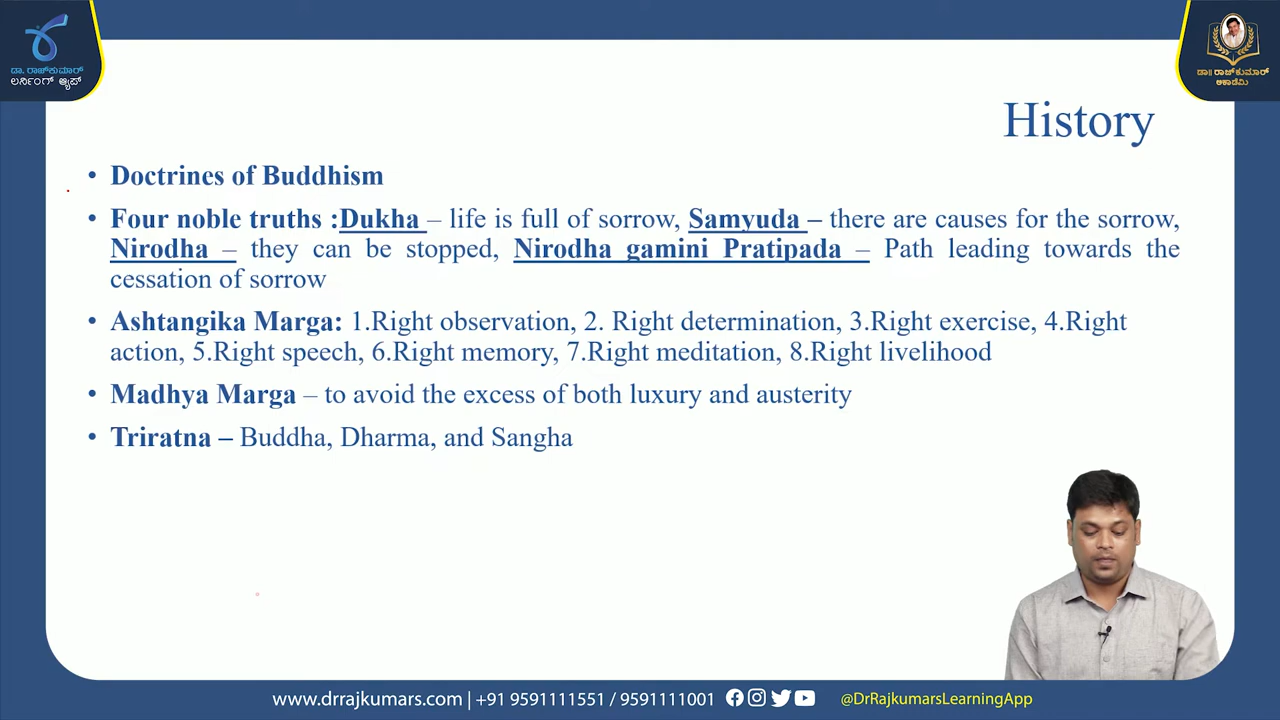 ಡಾ. ರಾಜ್‌ಕುಮಾರ್
ಲರ್ನಿಂಗ್ ಆ್ಯಪ್
ಡಾ|| ರಾಜ್‌ಕುಮಾರ್
ಅಕಾಡೆಮಿ
History
• Doctrines of Buddhism
• Four noble truths :Dukha – life is full of sorrow, Samyuda – there are causes for the sorrow,
Nirodha – they can be stopped, Nirodha gamini Pratipada – Path leading towards the
cessation of sorrow
• Ashtangika Marga: 1.Right observation, 2. Right determination, 3.Right exercise, 4.Right
action, 5.Right speech, 6.Right memory, 7.Right meditation, 8.Right livelihood
• Madhya Marga – to avoid the excess of both luxury and austerity
• Triratna – Buddha, Dharma, and Sangha
www.drrajkumars.com | +91 9591111551 / 9591111001 @DrRajkumarsLearningApp